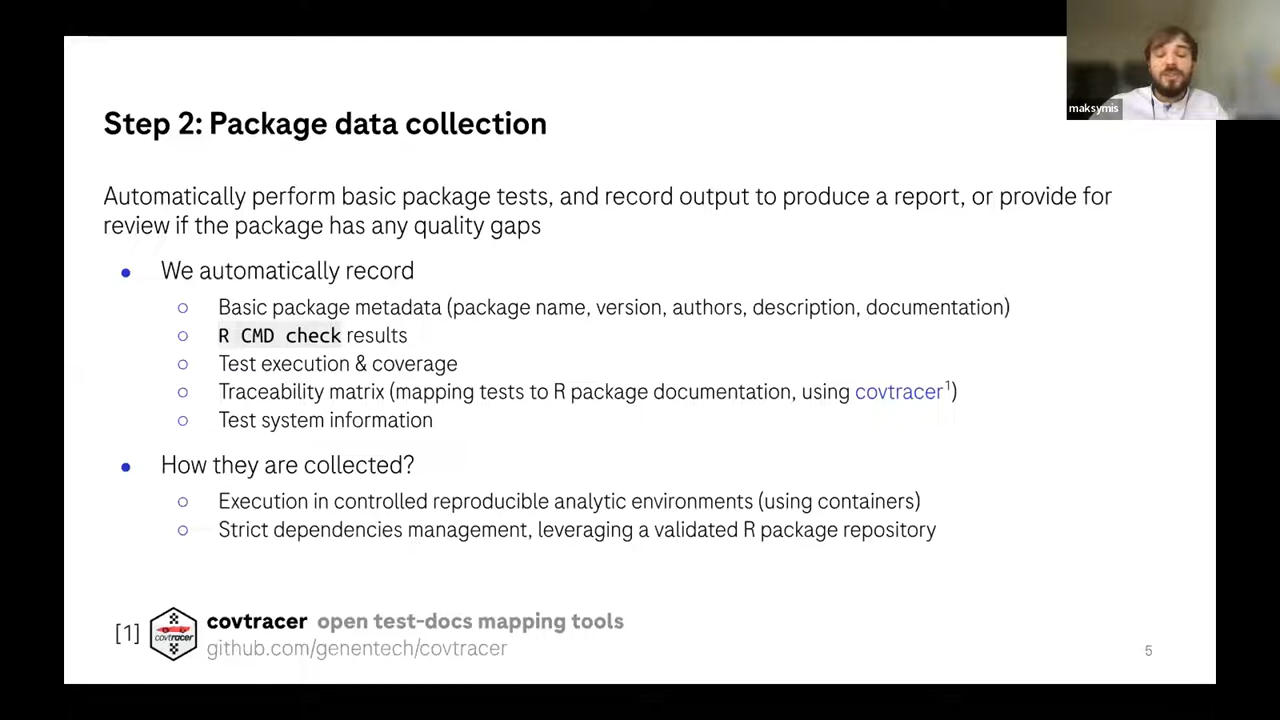 maksymis
Step 2: Package data collection
Automatically perform basic package tests, and record output to produce a report, or provide for
review if the package has any quality gaps
● We automatically record
○ Basic package metadata (package name, version, authors, description, documentation)
○ R CMD check results
○ Test execution & coverage
○ Traceability matrix (mapping tests to R package documentation, using covtracer1)
○ Test system information
● How they are collected?
○ Execution in controlled reproducible analytic environments (using containers)
○ Strict dependencies management, leveraging a validated R package repository
[1] covtracer covtracer open test-docs mapping tools
github.com/genentech/covtracer
5